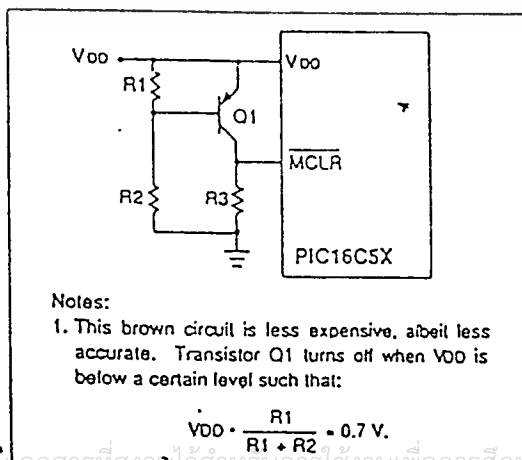 VDD
VDD
R1
Q1
MCLR
R2
R3
PIC16C5X
Notes:
1. This brown circuit is less expensive, albeit less
accurate. Transistor Q1 turns off when VDD is
below a certain level such that:
VDD • R1 / R1 + R2 = 0.7 V.